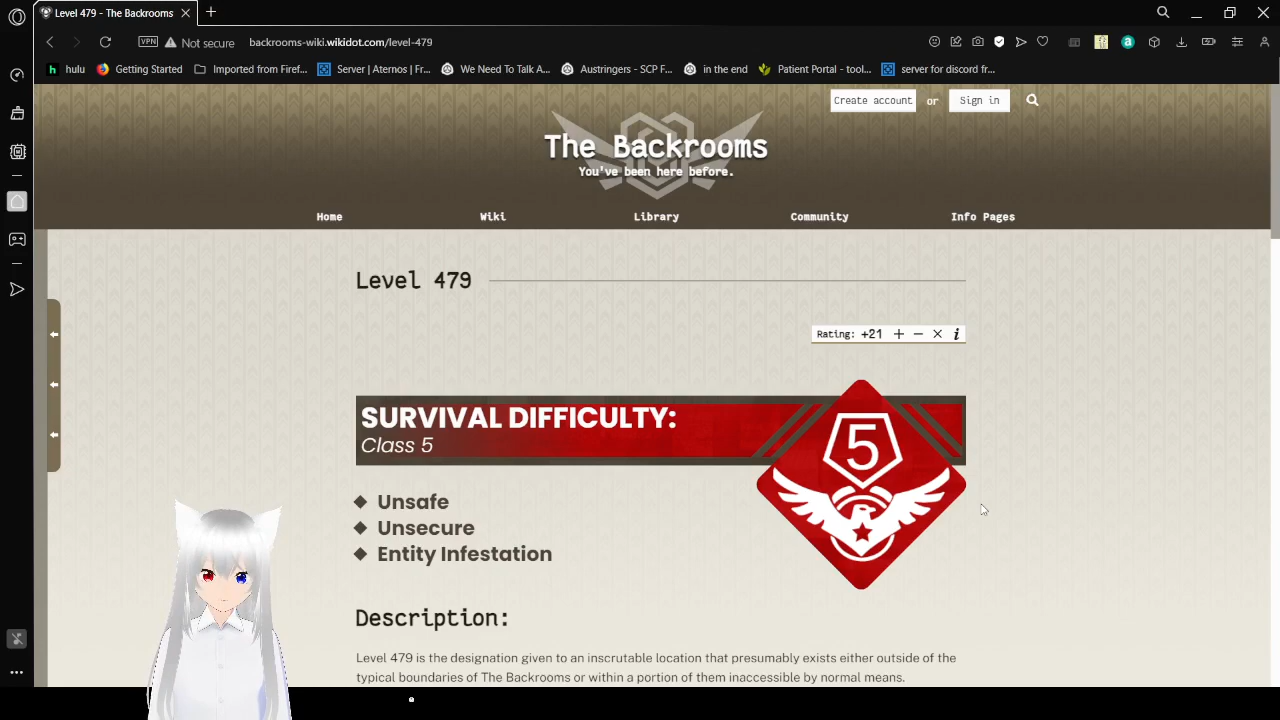 Level 479 - The Backrooms
VPN Not secure backrooms-wiki.wikidot.com/level-479
h hulu Getting Started Imported from Firef... Server | Aternos | Fr... We Need To Talk A... Austringers - SCP F... in the end Patient Portal - tool... server for discord fra...
Create account or Sign in
The Backrooms
You've been here before.
Home Wiki Library Community Info Pages
Level 479
Rating: +21 + − × i
SURVIVAL DIFFICULTY:
Class 5
5
Unsafe
Unsecure
Entity Infestation
Description:
Level 479 is the designation given to an inscrutable location that presumably exists either outside of the
typical boundaries of The Backrooms or within a portion of them inaccessible by normal means.